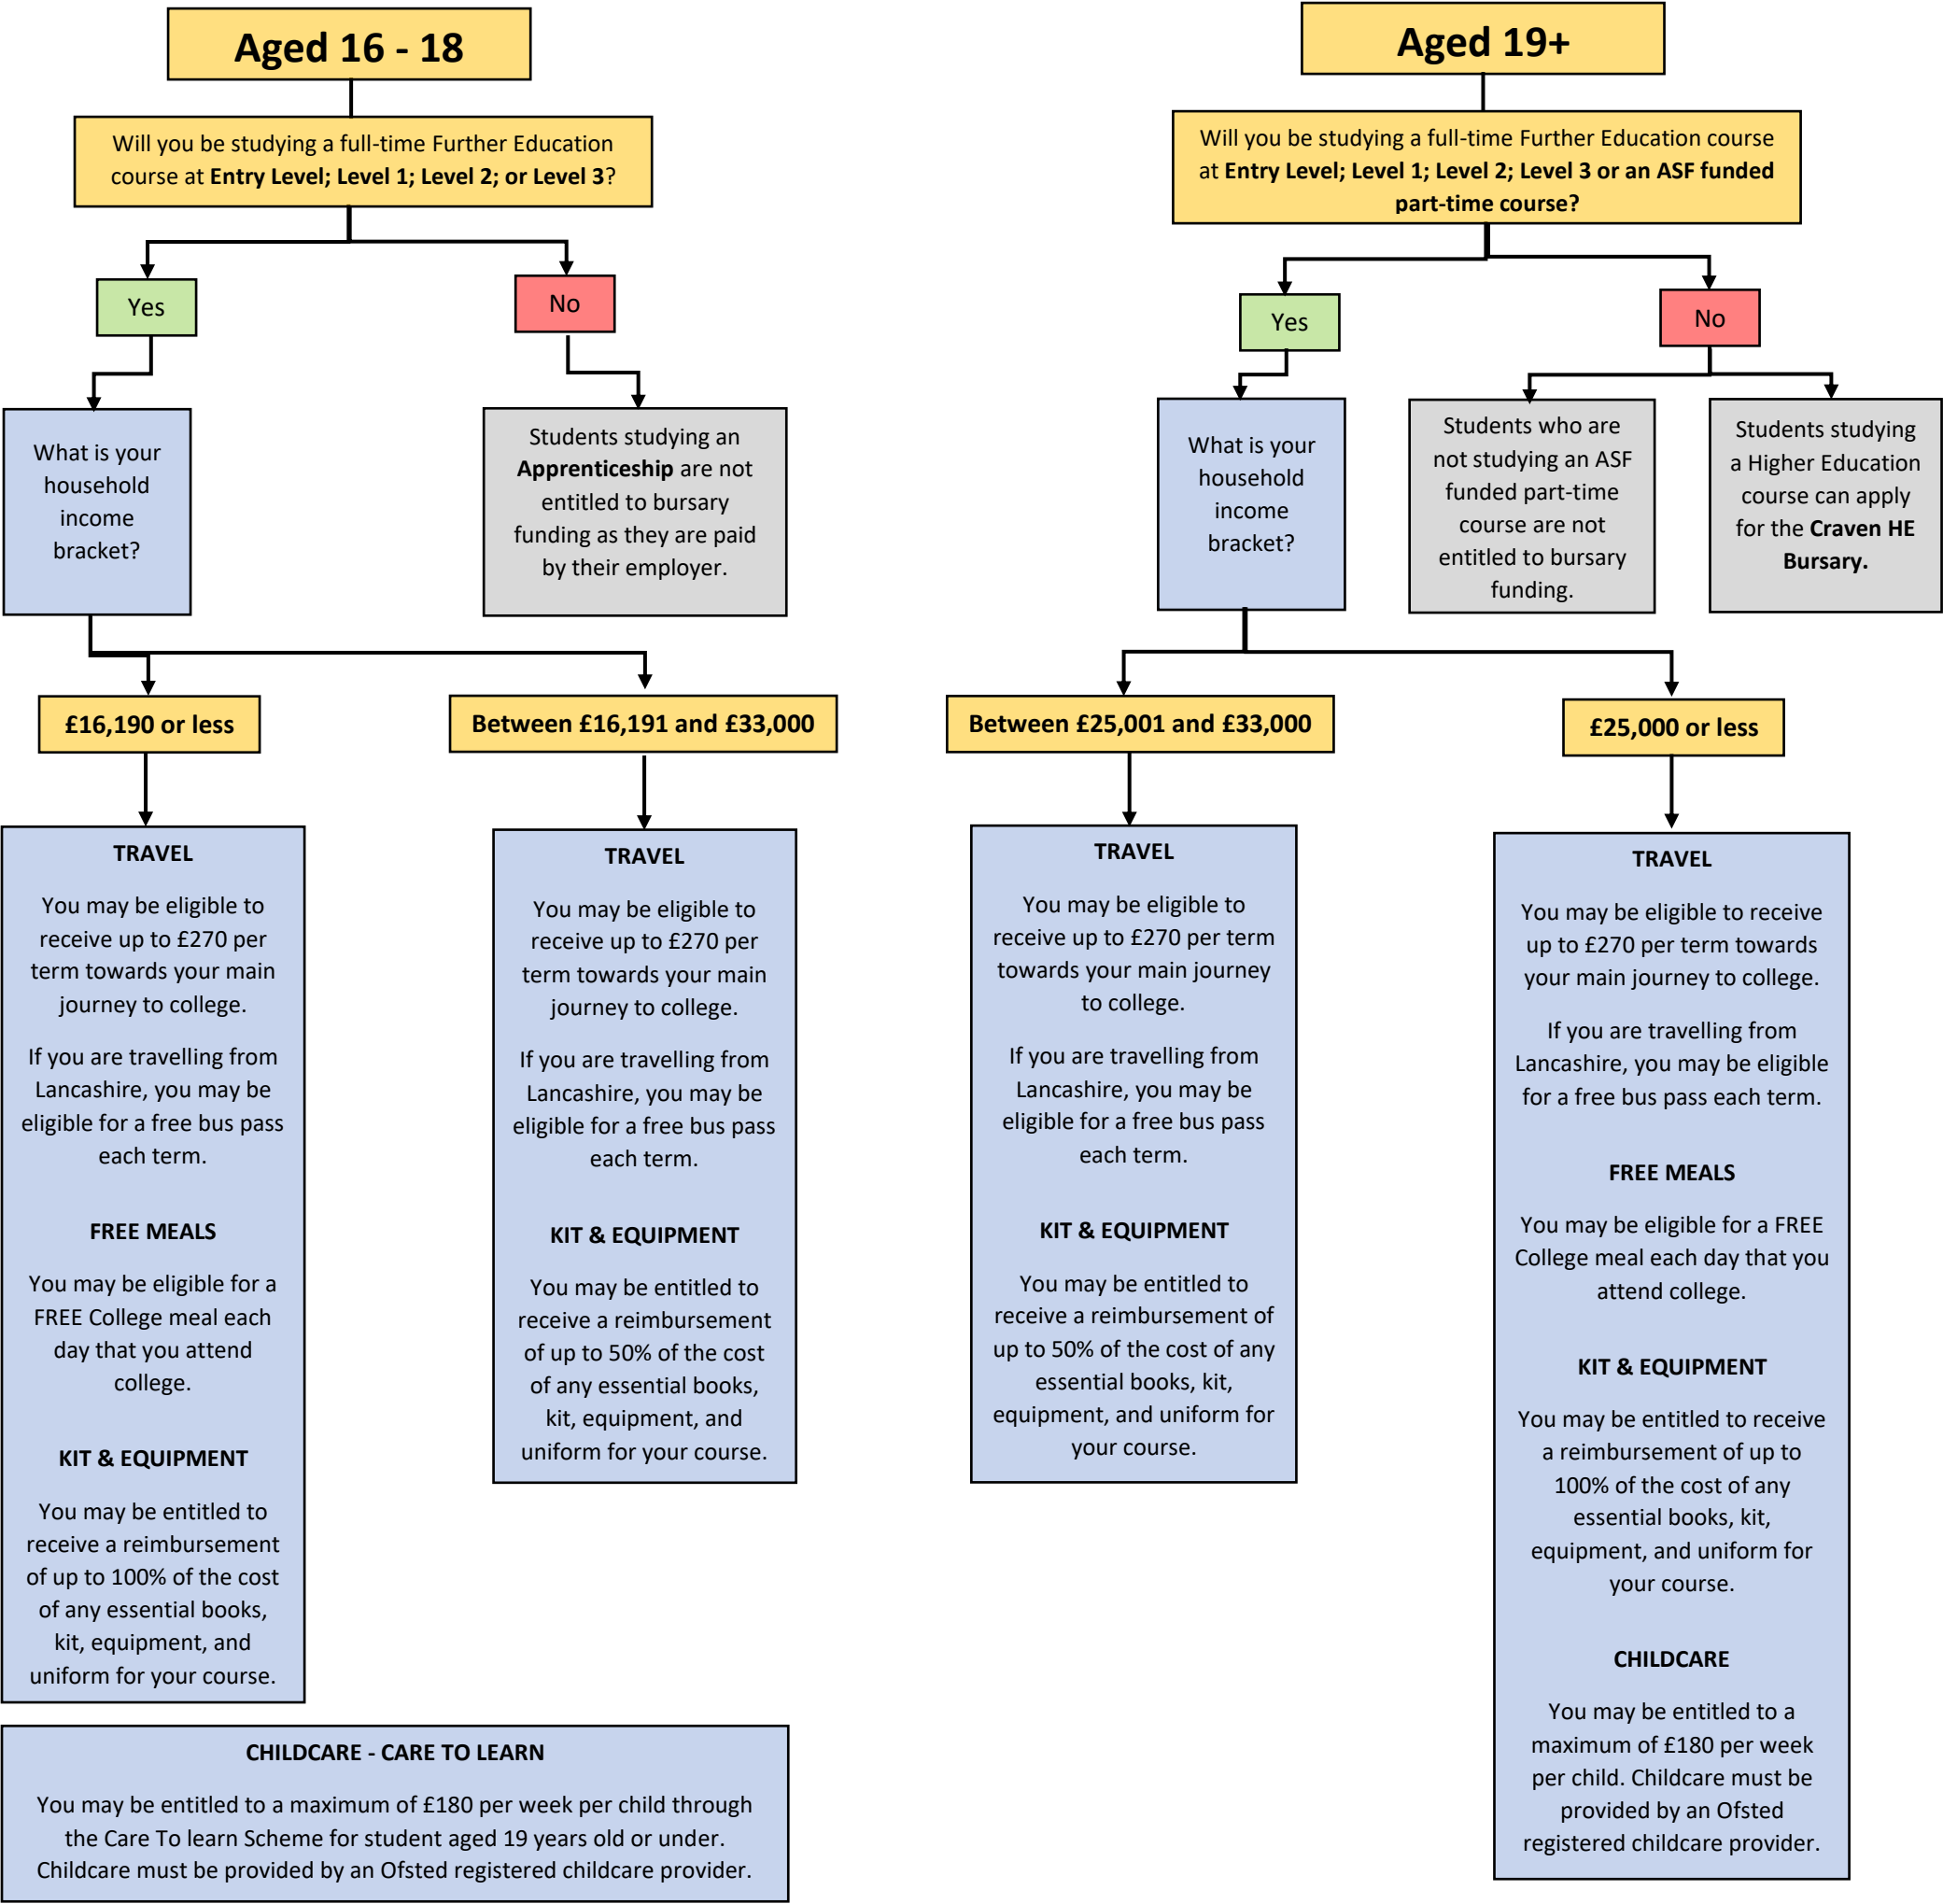 Aged 16 - 18
Will you be studying a full-time Further Education
course at Entry Level; Level 1; Level 2; or Level 3?
Yes
No
What is your
household
income
bracket?
Students studying an
Apprenticeship are not
entitled to bursary
funding as they are paid
by their employer.
£16,190 or less
Between £16,191 and £33,000
TRAVEL
You may be eligible to
receive up to £270 per
term towards your main
journey to college.
If you are travelling from
Lancashire, you may be
eligible for a free bus pass
each term.
FREE MEALS
You may be eligible for a
FREE College meal each
day that you attend
college.
KIT & EQUIPMENT
You may be entitled to
receive a reimbursement
of up to 100% of the cost
of any essential books,
kit, equipment, and
uniform for your course.
TRAVEL
You may be eligible to
receive up to £270 per
term towards your main
journey to college.
If you are travelling from
Lancashire, you may be
eligible for a free bus pass
each term.
KIT & EQUIPMENT
You may be entitled to
receive a reimbursement
of up to 50% of the cost
of any essential books,
kit, equipment, and
uniform for your course.
CHILDCARE - CARE TO LEARN
You may be entitled to a maximum of £180 per week per child through
the Care To learn Scheme for student aged 19 years old or under.
Childcare must be provided by an Ofsted registered childcare provider.
Aged 19+
Will you be studying a full-time Further Education course
at Entry Level; Level 1; Level 2; Level 3 or an ASF funded
part-time course?
Yes
No
What is your
household
income
bracket?
Students who are
not studying an ASF
funded part-time
course are not
entitled to bursary
funding.
Students studying
a Higher Education
course can apply
for the Craven HE
Bursary.
Between £25,001 and £33,000
£25,000 or less
TRAVEL
You may be eligible to
receive up to £270 per term
towards your main journey
to college.
If you are travelling from
Lancashire, you may be
eligible for a free bus pass
each term.
KIT & EQUIPMENT
You may be entitled to
receive a reimbursement of
up to 50% of the cost of any
essential books, kit,
equipment, and uniform for
your course.
TRAVEL
You may be eligible to receive
up to £270 per term towards
your main journey to college.
If you are travelling from
Lancashire, you may be eligible
for a free bus pass each term.
FREE MEALS
You may be eligible for a FREE
College meal each day that you
attend college.
KIT & EQUIPMENT
You may be entitled to receive
a reimbursement of up to
100% of the cost of any
essential books, kit,
equipment, and uniform for
your course.
CHILDCARE
You may be entitled to a
maximum of £180 per week
per child. Childcare must be
provided by an Ofsted
registered childcare provider.